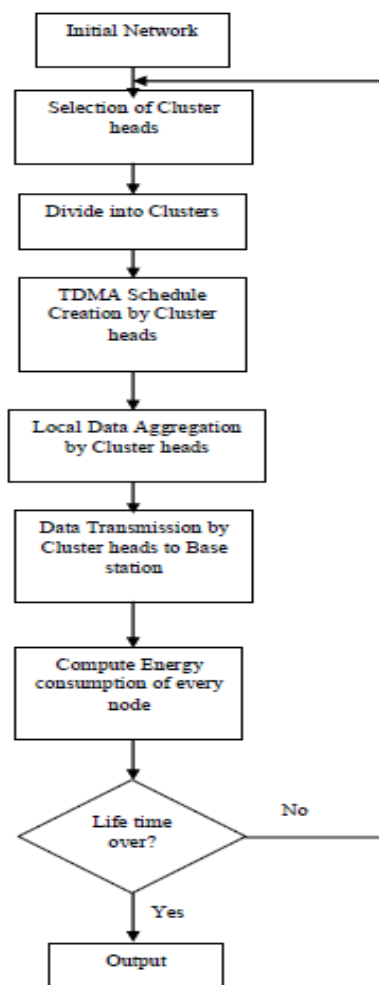 Initial Network
Selection of Cluster
heads
Divide into Clusters
TDMA Schedule
Creation by Cluster
heads
Local Data Aggregation
by Cluster heads
Data Transmission by
Cluster heads to Base
station
Compute Energy
consumption of every
node
Life time
over?
No
Yes
Output